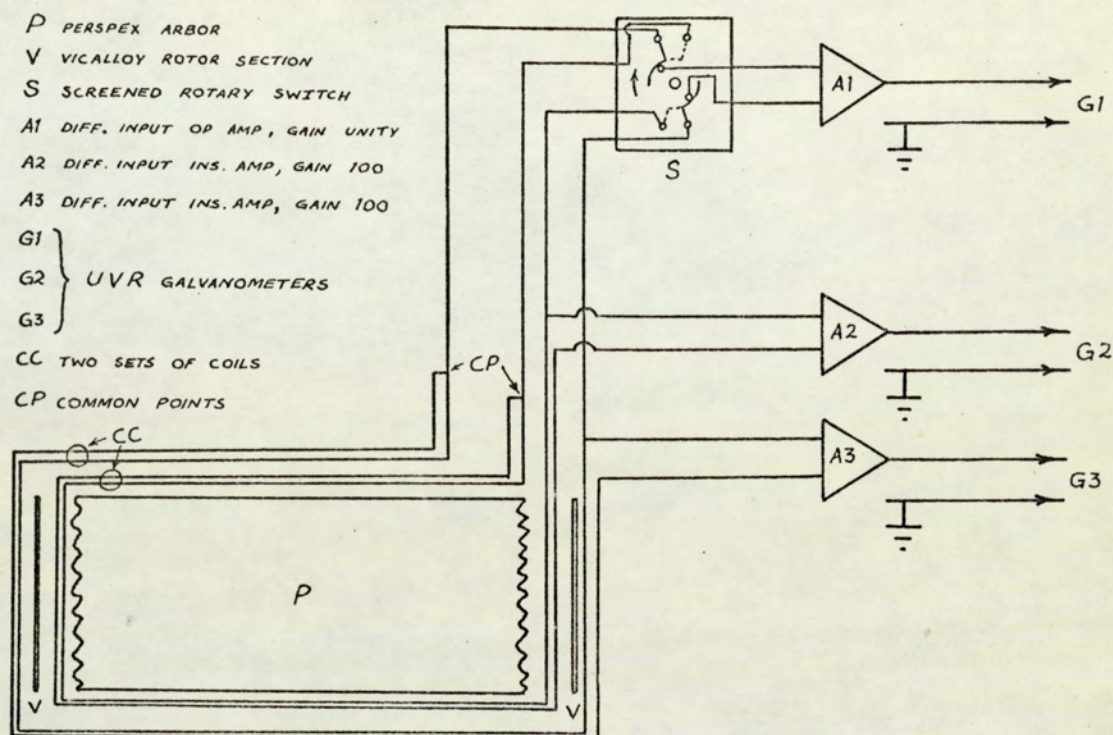 P PERSPEX ARBOR
V VICALLOY ROTOR SECTION
S SCREENED ROTARY SWITCH
A1 DIFF. INPUT OP AMP, GAIN UNITY
A2 DIFF. INPUT INS. AMP, GAIN 100
A3 DIFF. INPUT INS. AMP, GAIN 100
G1
G2 UVR GALVANOMETERS
G3
CC TWO SETS OF COILS
CP COMMON POINTS
A1
G1
S
A2
G2
CP
CC
A3
G3
P
V
V